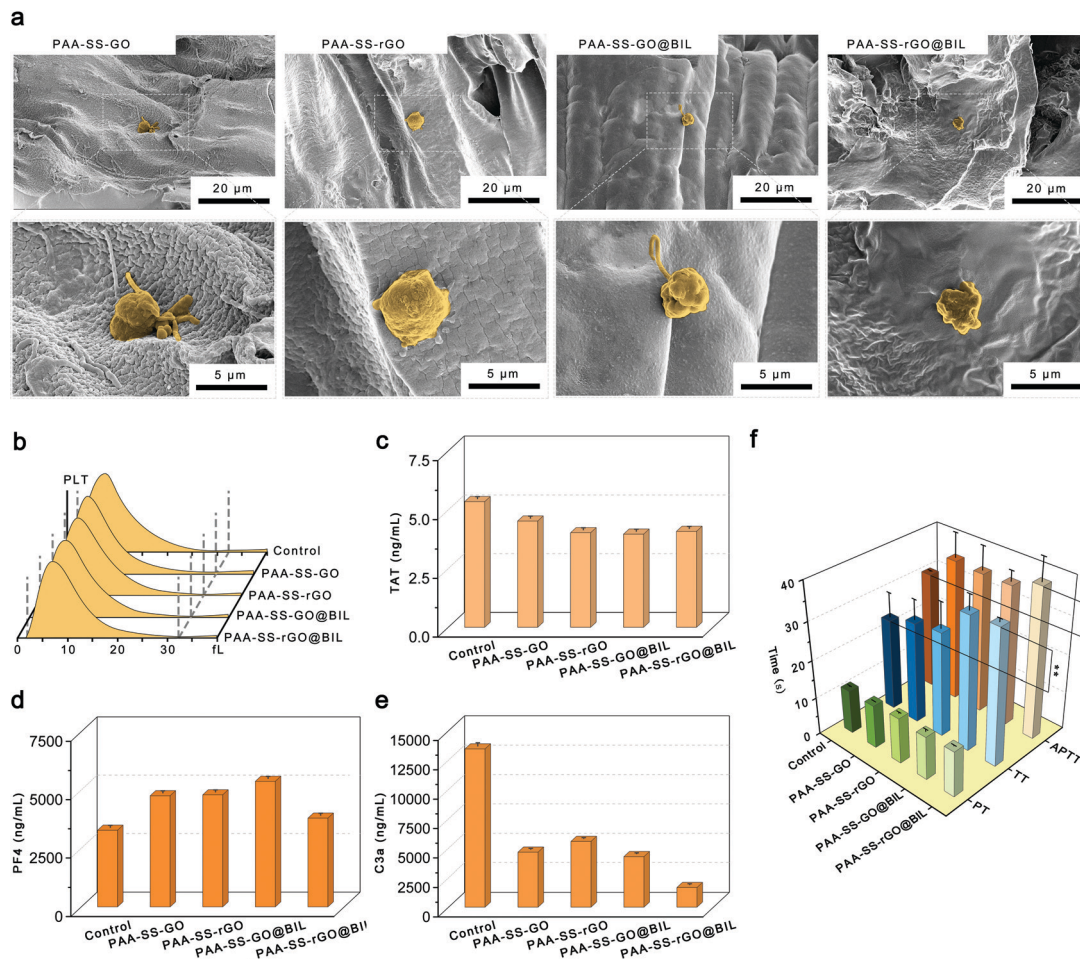 a
PAA-SS-GO
PAA-SS-rGO
PAA-SS-GO@BIL
PAA-SS-rGO@BIL
20 μm
20 μm
20 μm
20 μm
5 μm
5 μm
5 μm
5 μm
b
PLT
Control
PAA-SS-GO
PAA-SS-rGO
PAA-SS-GO@BIL
PAA-SS-rGO@BIL
0 10 20 30 fL
c
TAT (ng/mL)
7.5
5.0
2.5
0.0
Control
PAA-SS-GO
PAA-SS-rGO
PAA-SS-GO@BIL
PAA-SS-rGO@BIL
f
Time (s)
40
30
20
10
0
**
Control
PAA-SS-GO
PAA-SS-rGO
PAA-SS-GO@BIL
PAA-SS-rGO@BIL
PT
TT
APTT
d
PF4 (ng/mL)
7500
5000
2500
0
Control
PAA-SS-GO
PAA-SS-rGO
PAA-SS-GO@BIL
PAA-SS-rGO@BIL
e
C3a (ng/mL)
15000
12500
10000
7500
5000
2500
0
Control
PAA-SS-GO
PAA-SS-rGO
PAA-SS-GO@BIL
PAA-SS-rGO@BIL